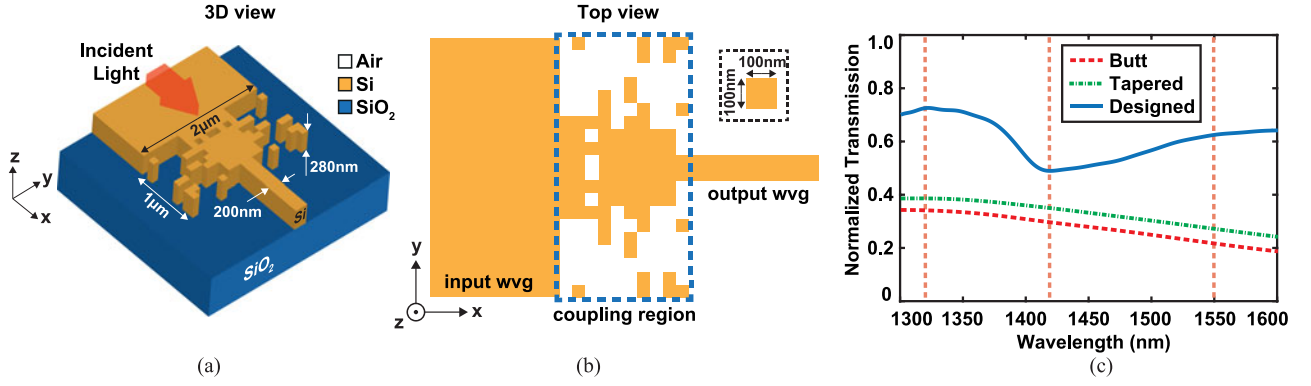 3D view
Incident
Light
Air
Si
SiO2
2μm
280nm
1μm
200nm
Si
SiO2
z
y
x
(a)
Top view
100nm
100nm
output wvg
input wvg
coupling region
y
z
x
(b)
Normalized Transmission
1.0
0.8
0.6
0.4
0.2
0
Butt
Tapered
Designed
1300 1350 1400 1450 1500 1550 1600
Wavelength (nm)
(c)